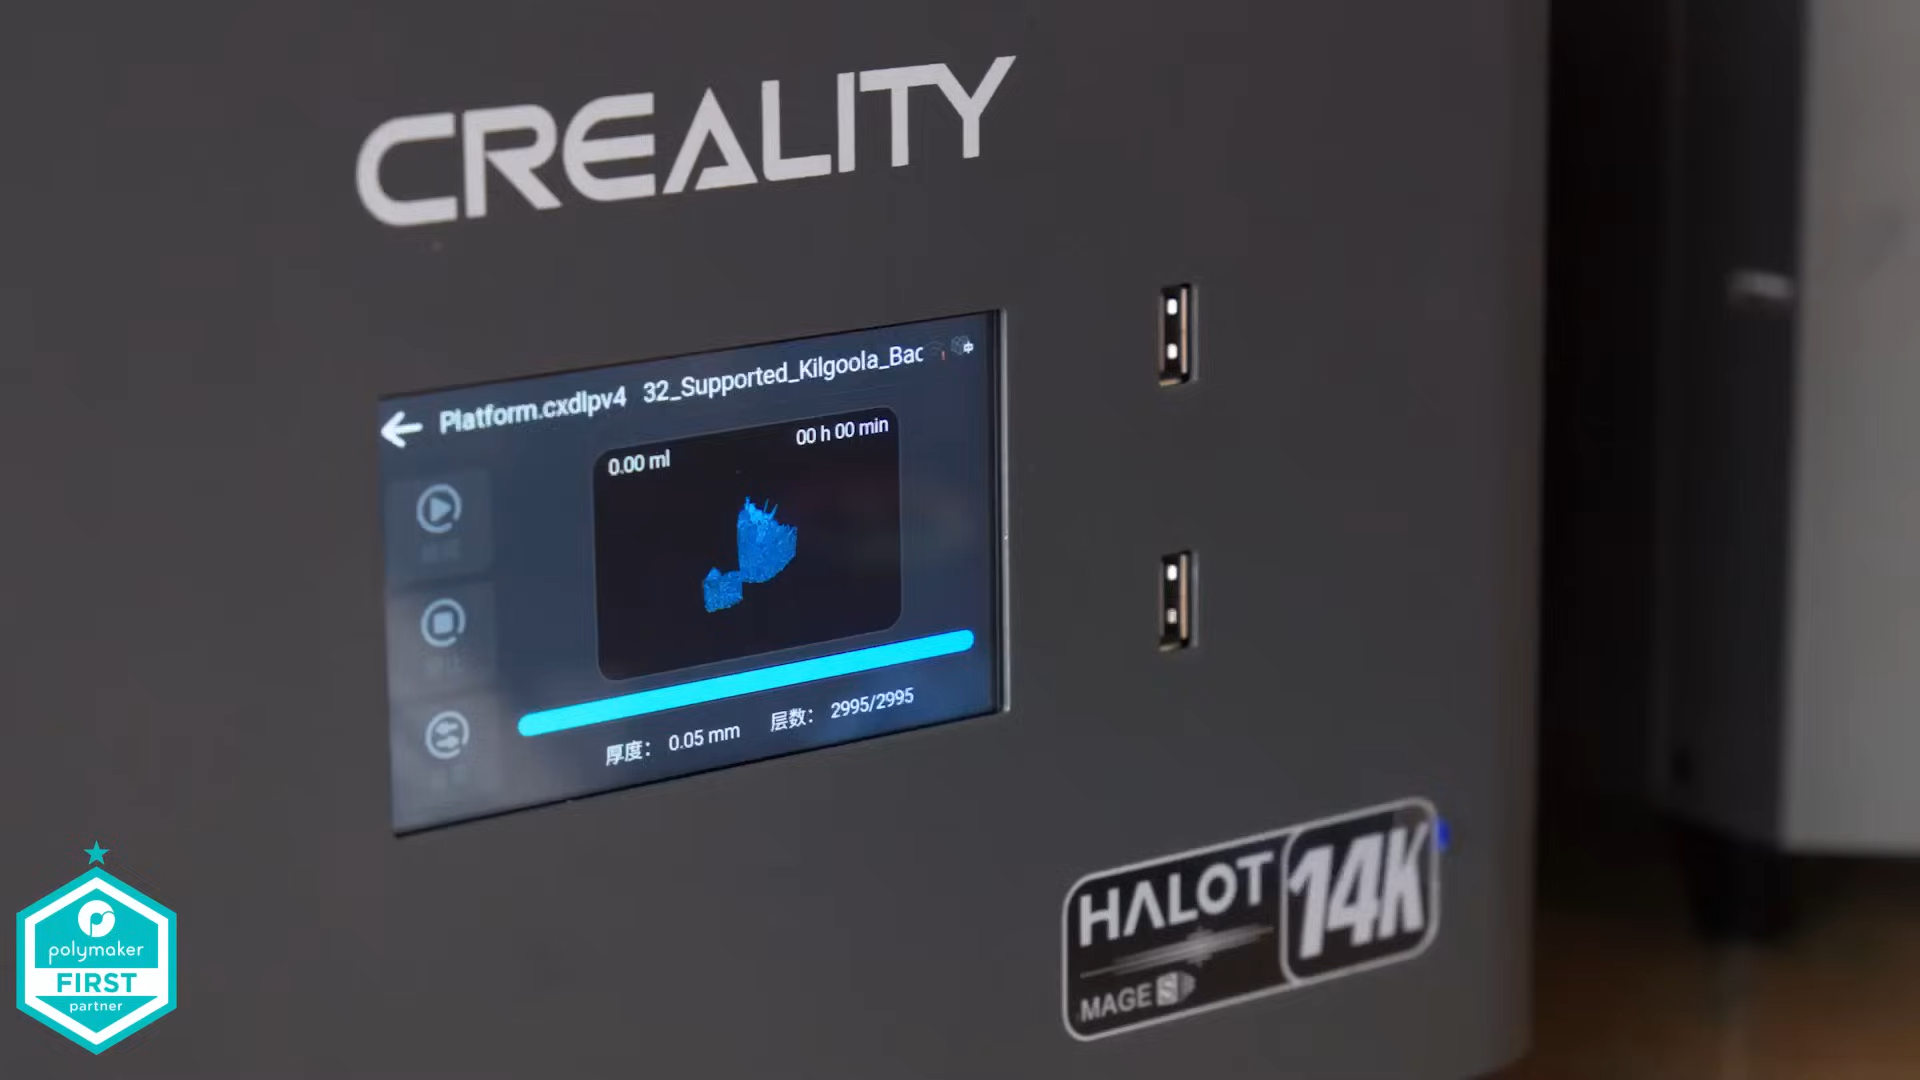 CREALITY
Platform.cxdlpv4 32_Supported_Kilgoola_Bac
0.00 ml
00 h 00 min
厚度： 0.05 mm 层数： 2995/2995
HALOT 14K
MAGE S
polymaker
FIRST
partner